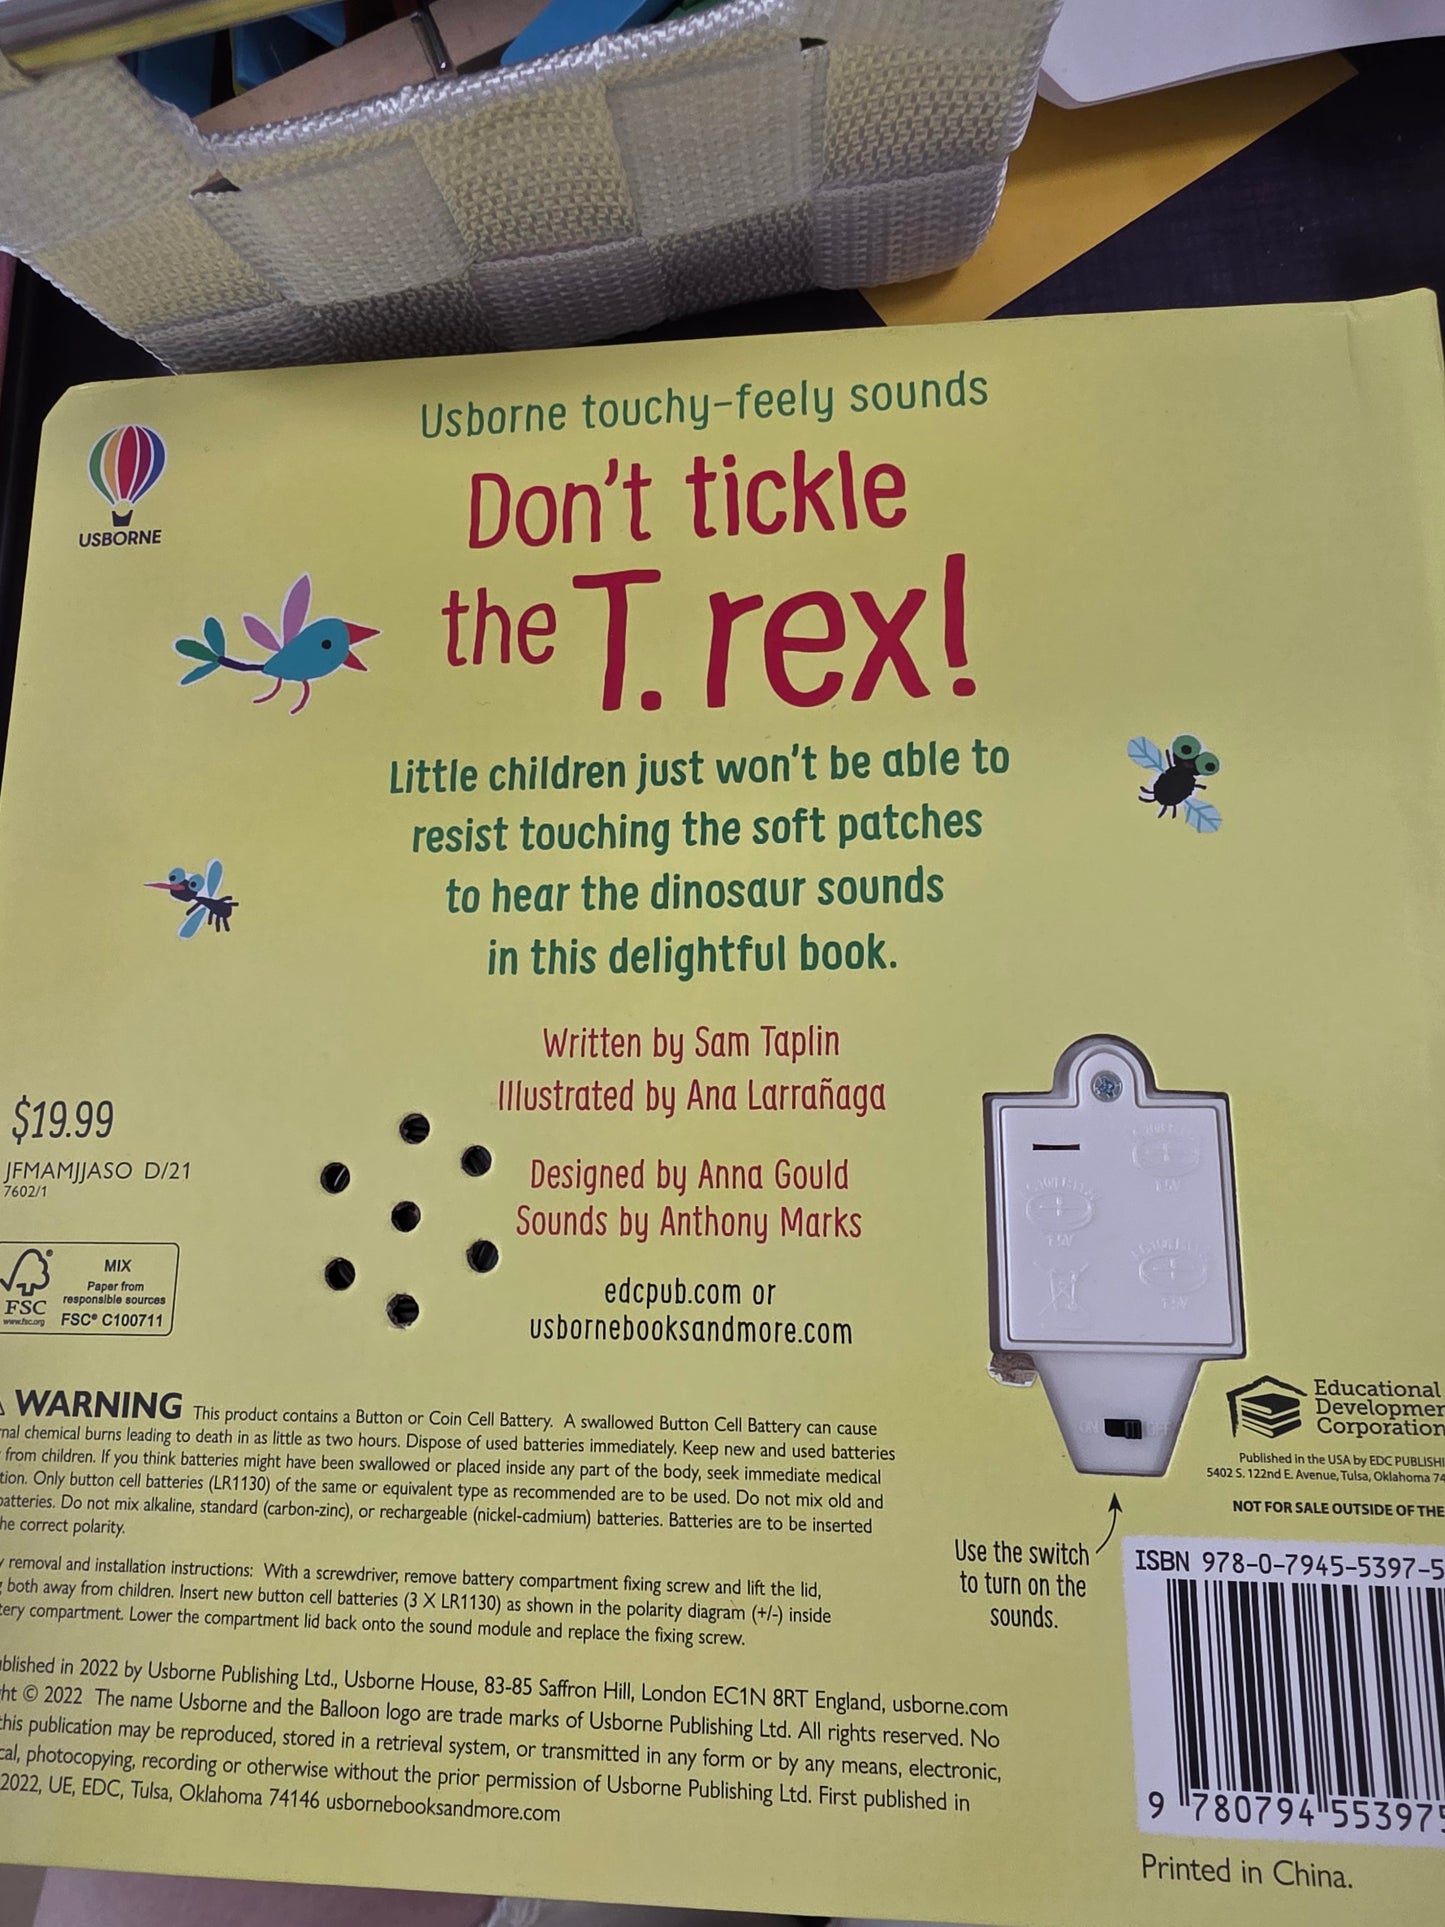 Usborne touchy-feely sounds
Don't tickle
the T. rex!
USBORNE
Little children just won't be able to
resist touching the soft patches
to hear the dinosaur sounds
in this delightful book.
Written by Sam Taplin
Illustrated by Ana Larrañaga
Designed by Anna Gould
Sounds by Anthony Marks
edcpub.com or
usbornebooksandmore.com
$19.99
JFMAMJJASO D/21
7602/1
MIX
Paper from
responsible sources
FSC® C100711
FSC
www.fsc.org
ON OFF
WARNING This product contains a Button or Coin Cell Battery. A swallowed Button Cell Battery can cause
chemical burns leading to death in as little as two hours. Dispose of used batteries immediately. Keep new and used batteries
from children. If you think batteries might have been swallowed or placed inside any part of the body, seek immediate medical
Only button cell batteries (LR1130) of the same or equivalent type as recommended are to be used. Do not mix old and
batteries. Do not mix alkaline, standard (carbon-zinc), or rechargeable (nickel-cadmium) batteries. Batteries are to be inserted
correct polarity.
removal and installation instructions: With a screwdriver, remove battery compartment fixing screw and lift the lid,
both away from children. Insert new button cell batteries (3 X LR1130) as shown in the polarity diagram (+/-) inside
compartment. Lower the compartment lid back onto the sound module and replace the fixing screw.
in 2022 by Usborne Publishing Ltd., Usborne House, 83-85 Saffron Hill, London EC1N 8RT England, usborne.com
© 2022 The name Usborne and the Balloon logo are trade marks of Usborne Publishing Ltd. All rights reserved. No
this publication may be reproduced, stored in a retrieval system, or transmitted in any form or by any means, electronic,
photocopying, recording or otherwise without the prior permission of Usborne Publishing Ltd. First published in
2022, UE, EDC, Tulsa, Oklahoma 74146 usbornebooksandmore.com
Educational
Corporation
Published in the USA by EDC
5402 S. 122nd E. Avenue, Tulsa, Oklahoma
NOT FOR SALE OUTSIDE OF THE
Use the switch
to turn on the
sounds.
ISBN 978-0-7945-5397-5
9 780794 553975
Printed in China.